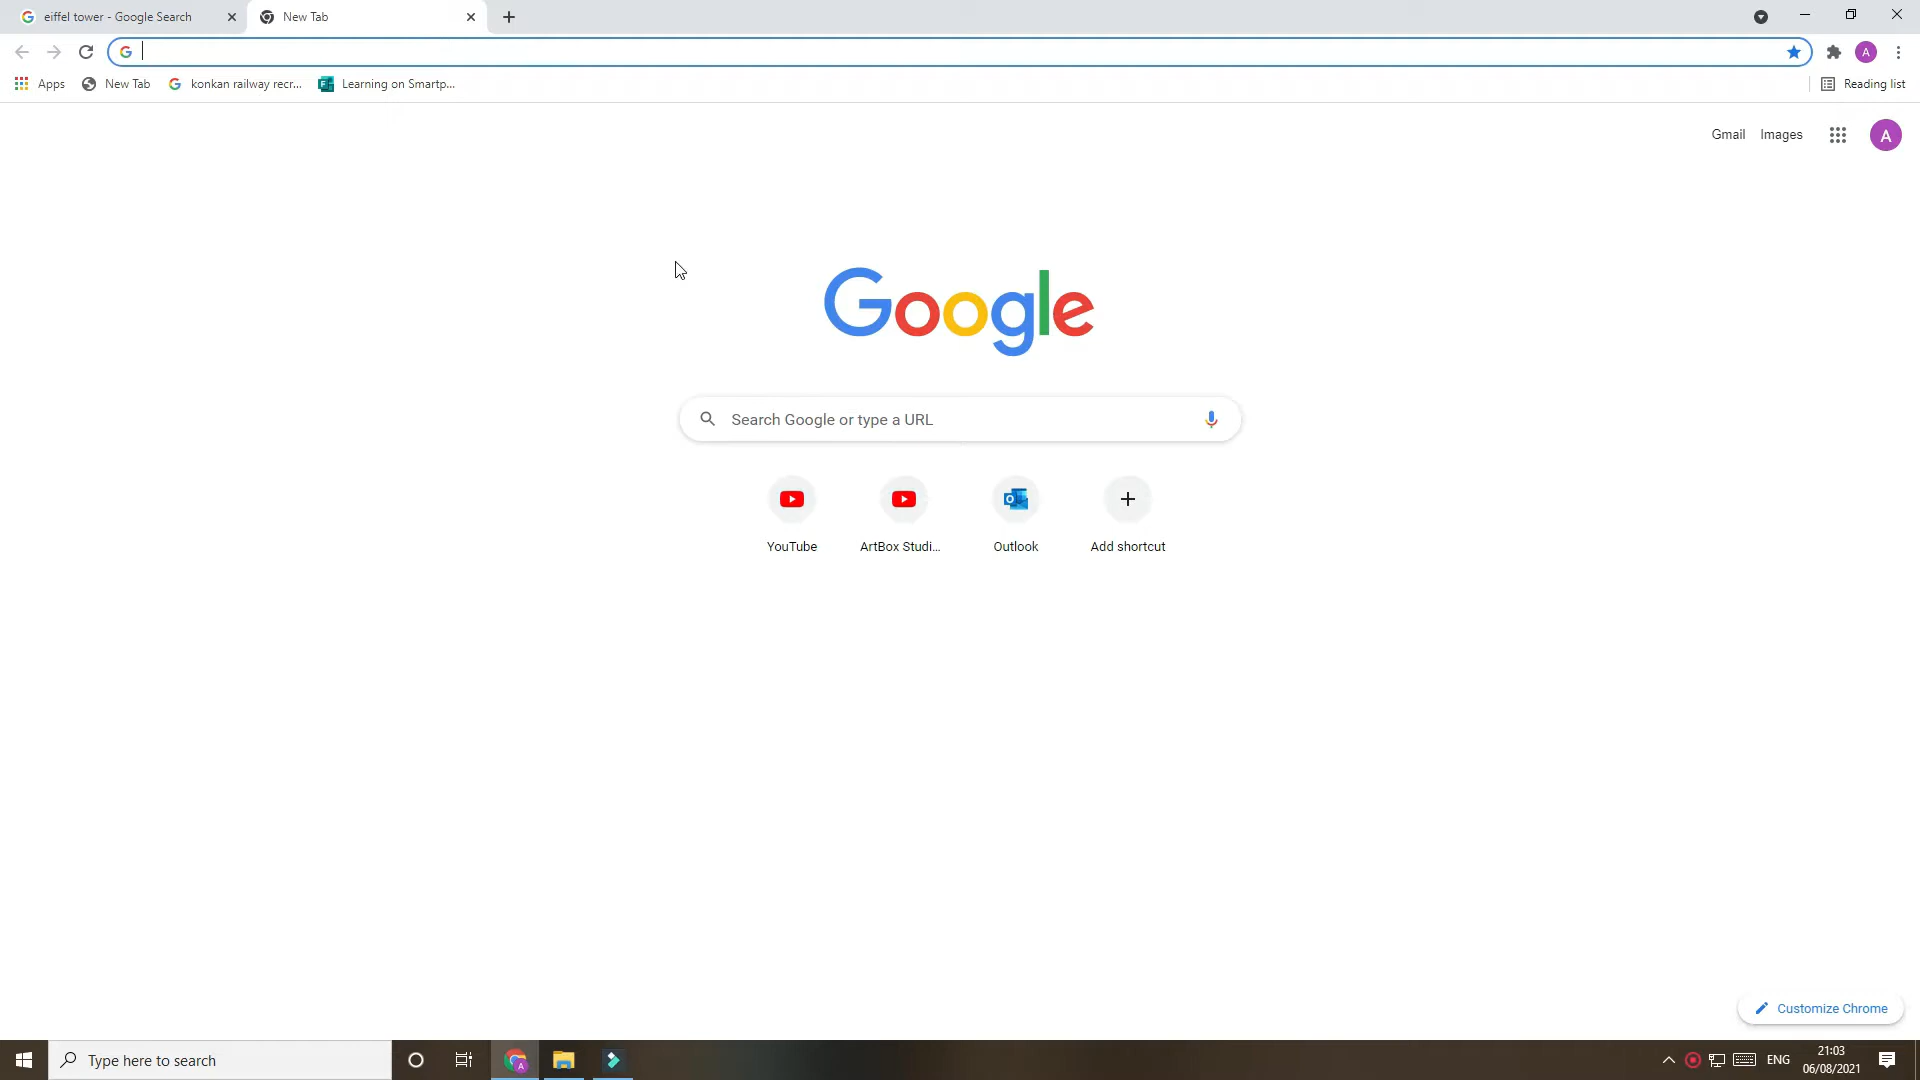 eiffel tower - Google Search
New Tab
Apps
New Tab
konkan railway recr...
Learning on Smartp...
Reading list
A
Gmail
Images
A
Google
Search Google or type a URL
YouTube
ArtBox Studi...
Outlook
Add shortcut
Customize Chrome
Type here to search
ENG
21:03
06/08/2021